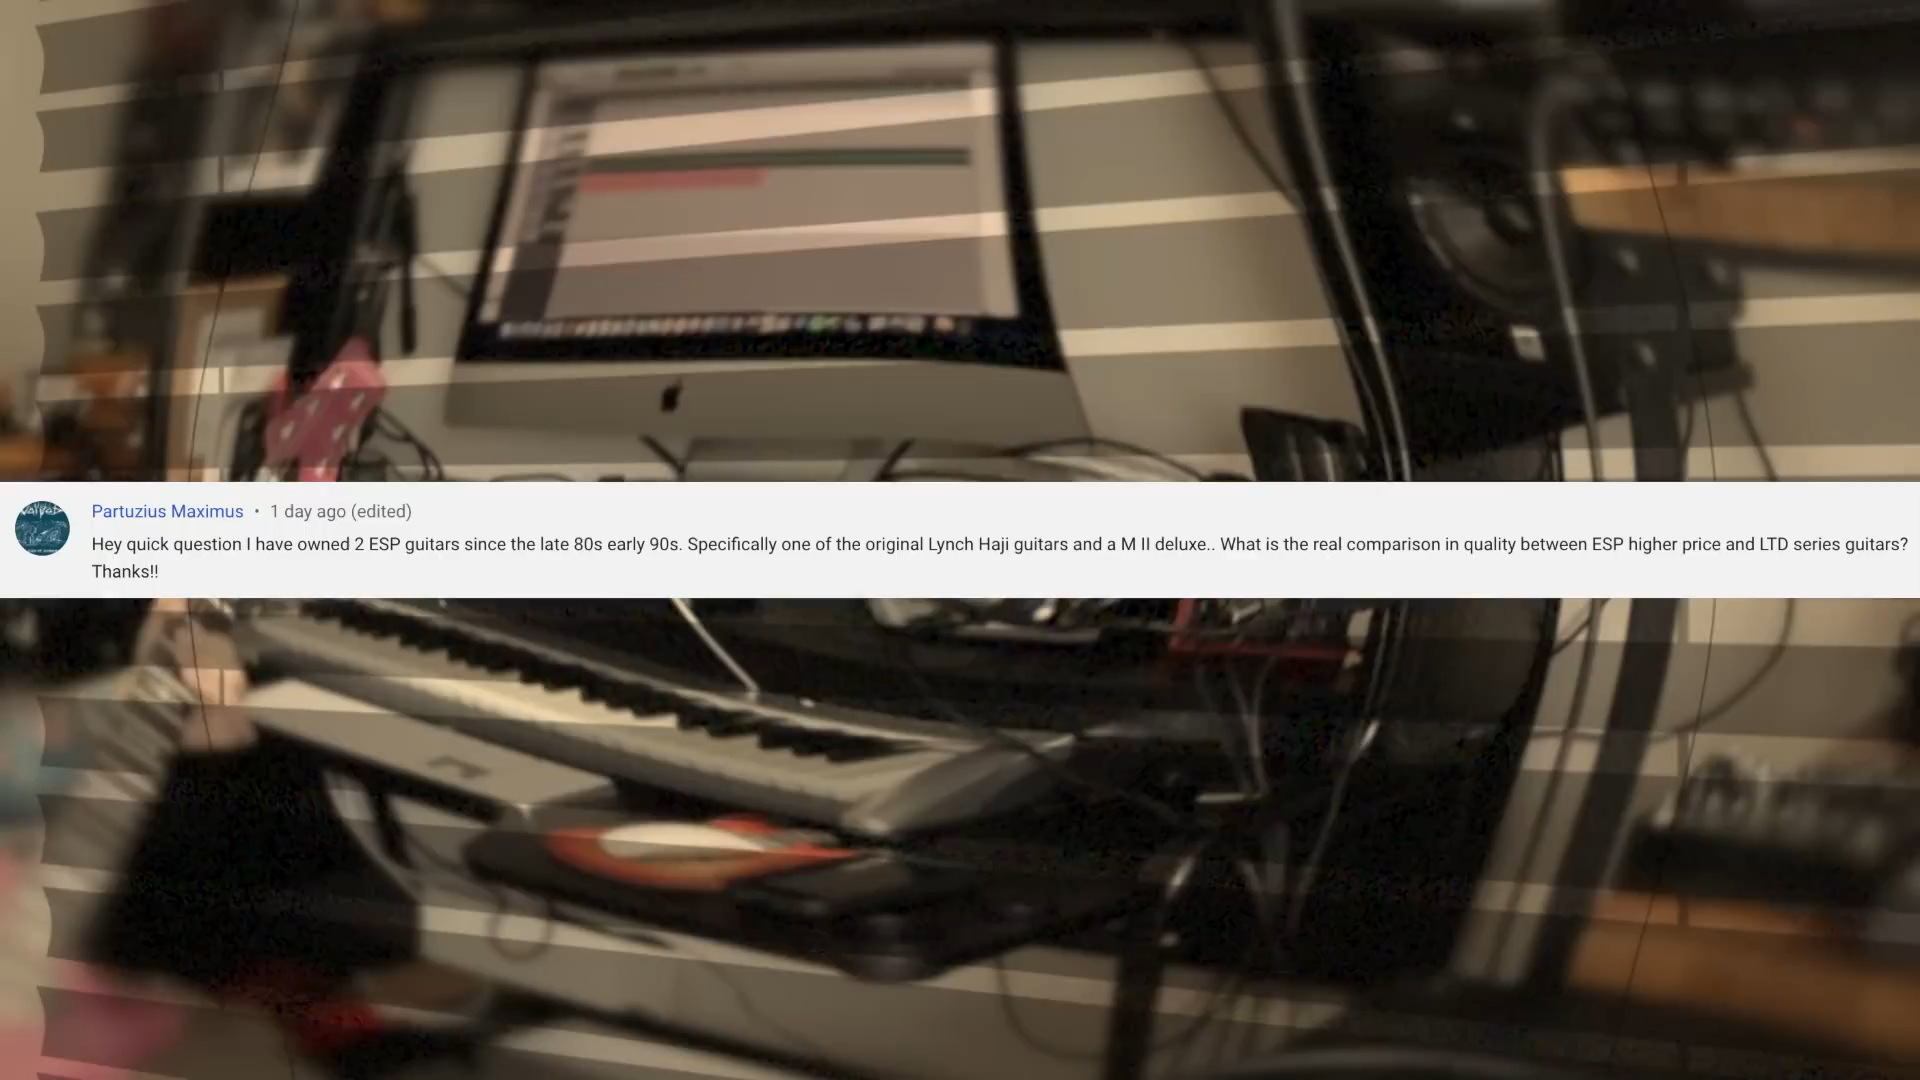 Partuzius Maximus • 1 day ago (edited)
Hey quick question I have owned 2 ESP guitars since the late 80s early 90s. Specifically one of the original Lynch Haji guitars and a M II deluxe.. What is the real comparison in quality between ESP higher price and LTD series guitars?
Thanks!!